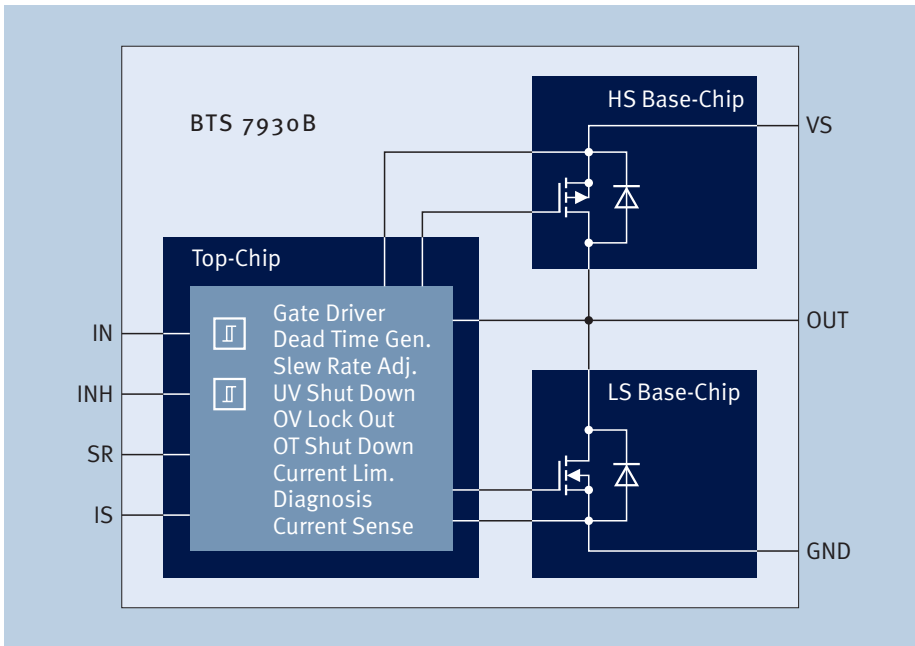 BTS 7930B
HS Base-Chip
VS
Top-Chip
Gate Driver
Dead Time Gen.
Slew Rate Adj.
UV Shut Down
OV Lock Out
OT Shut Down
Current Lim.
Diagnosis
Current Sense
IN
INH
SR
IS
OUT
LS Base-Chip
GND